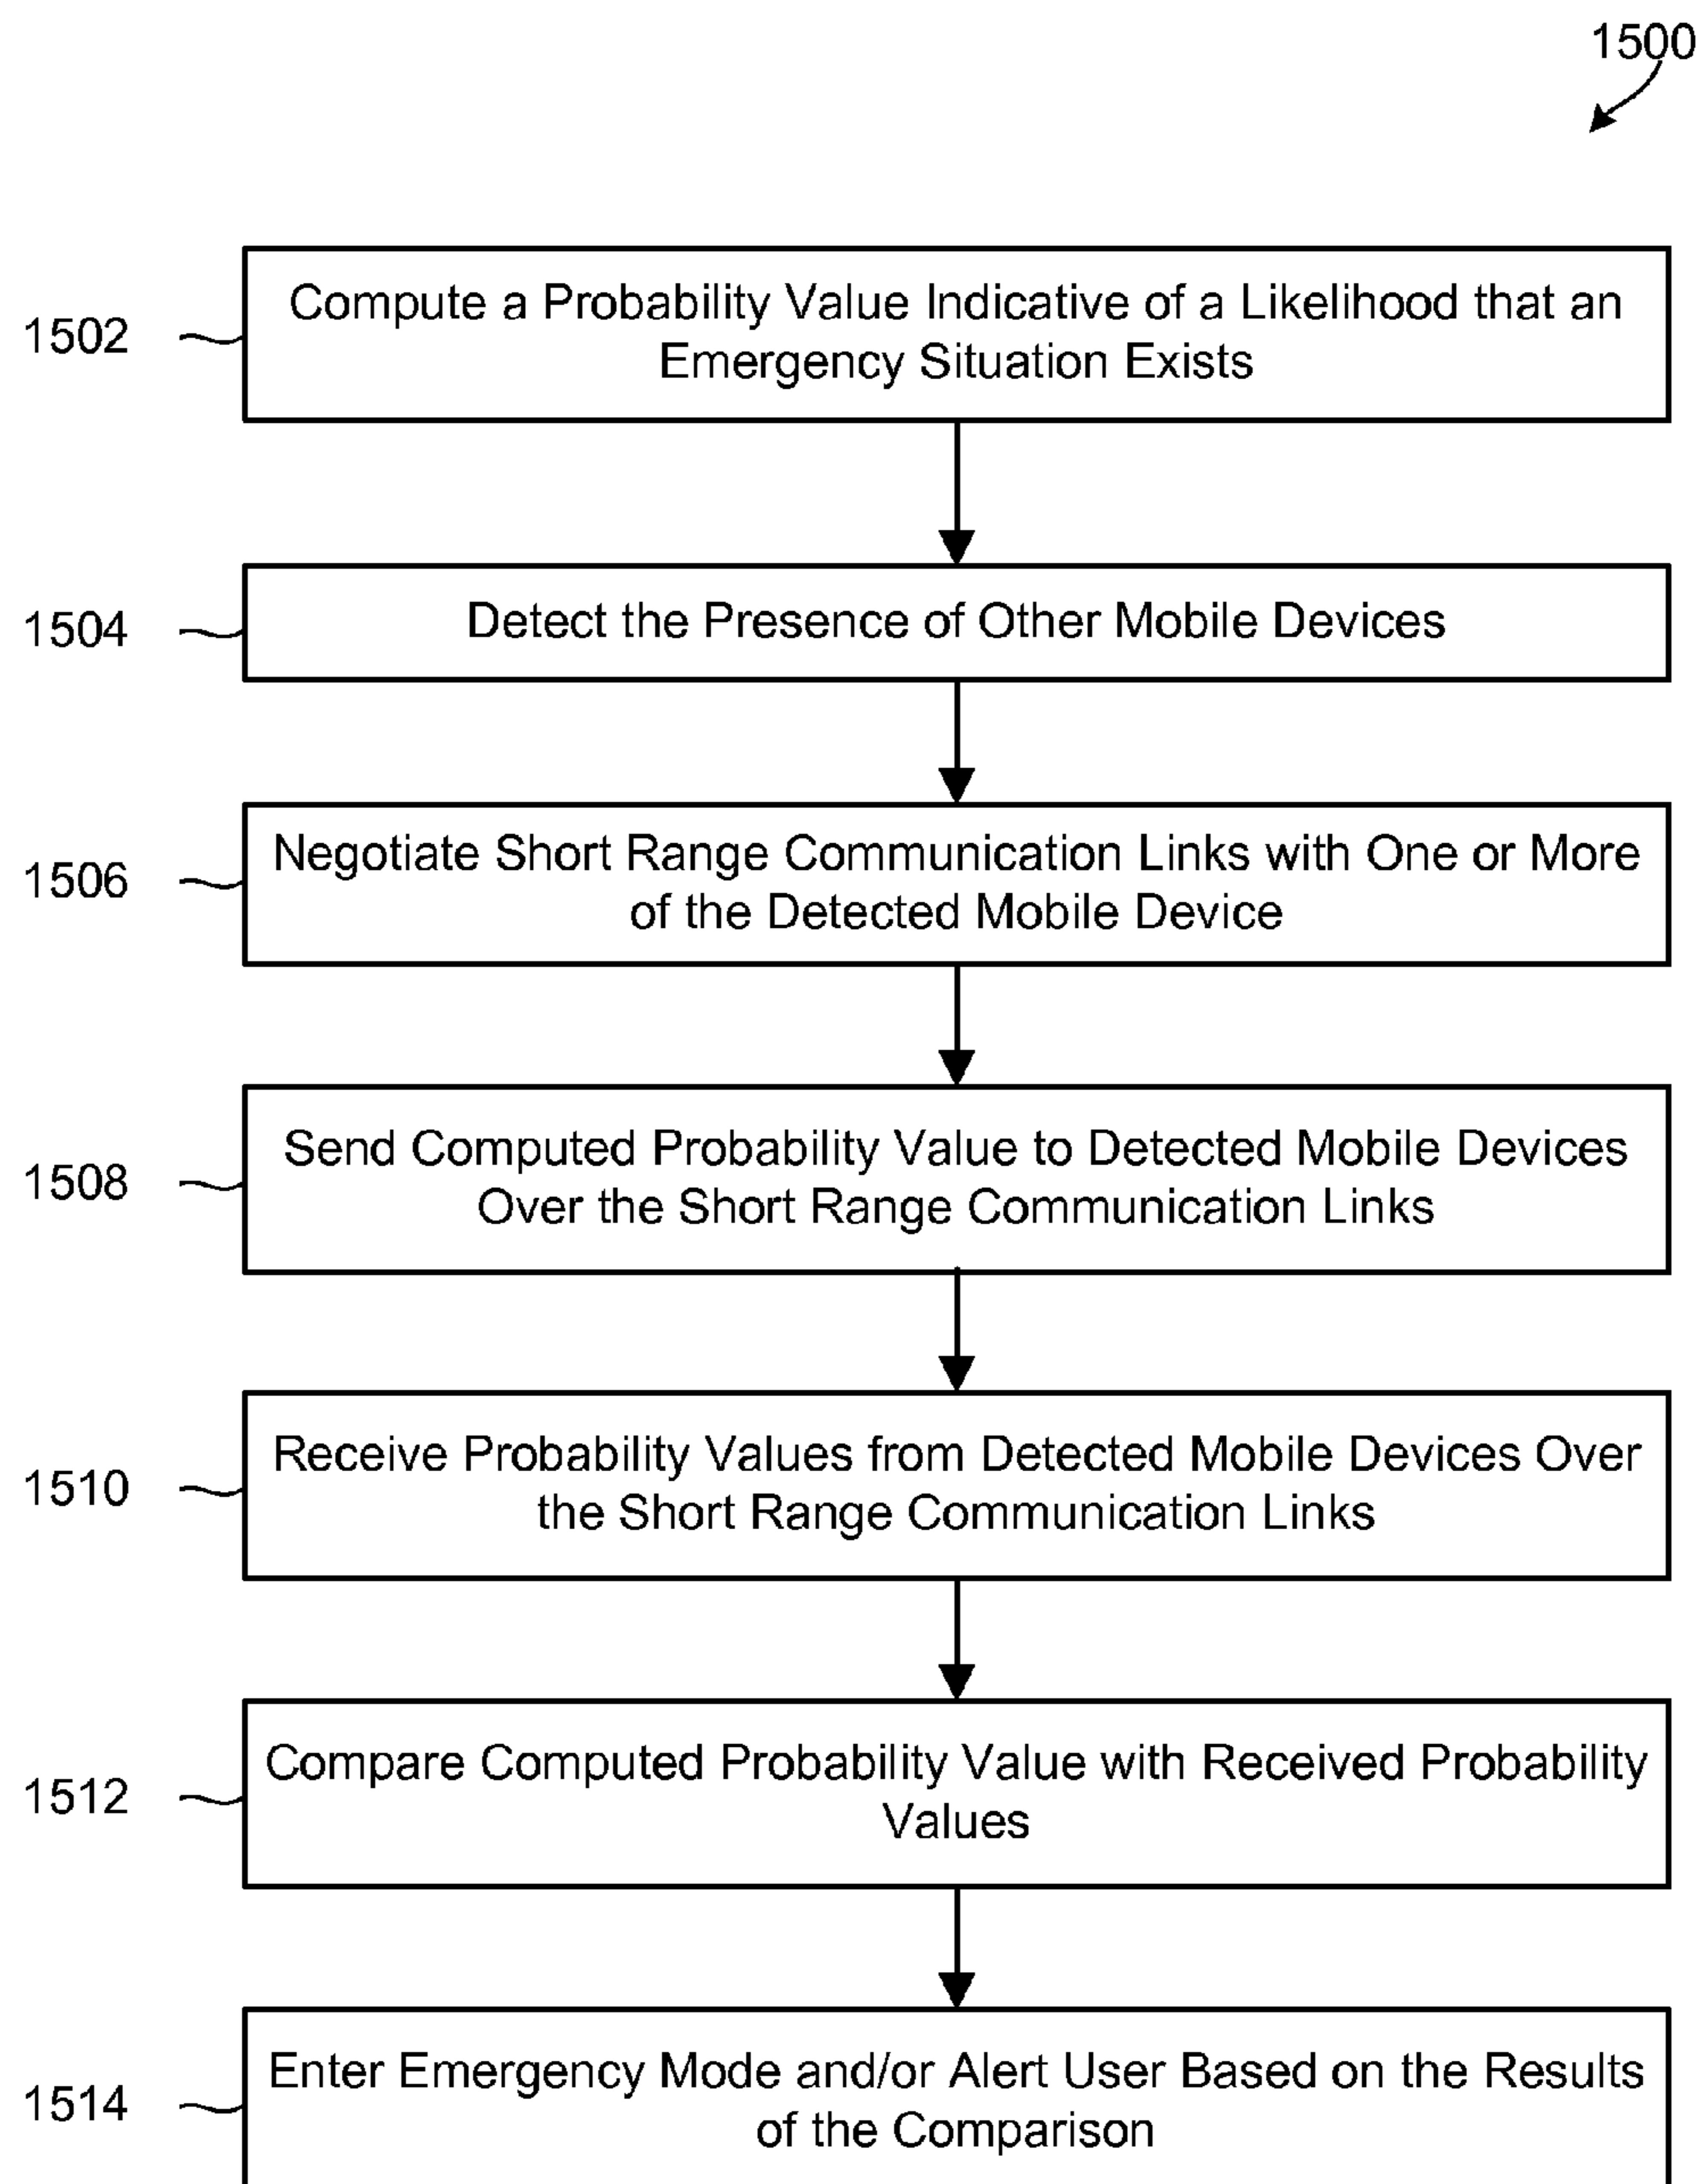 1500
1502
Compute a Probability Value Indicative of a Likelihood that an
Emergency Situation Exists
1504
Detect the Presence of Other Mobile Devices
1506
Negotiate Short Range Communication Links with One or More
of the Detected Mobile Device
1508
Send Computed Probability Value to Detected Mobile Devices
Over the Short Range Communication Links
1510
Receive Probability Values from Detected Mobile Devices Over
the Short Range Communication Links
1512
Compare Computed Probability Value with Received Probability
Values
1514
Enter Emergency Mode and/or Alert User Based on the Results
of the Comparison